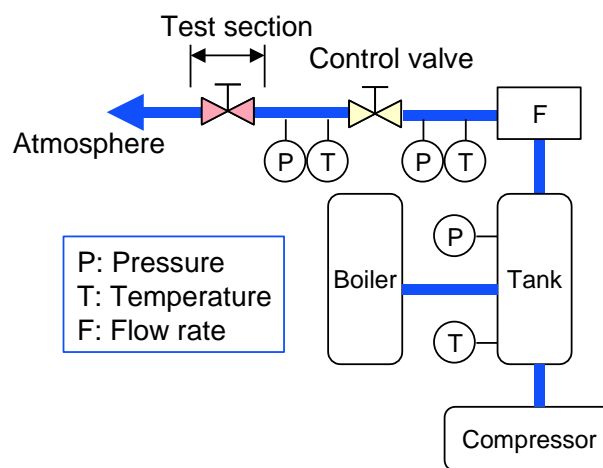 Test section
Control valve
F
Atmosphere
P
T
P
T
P
Boiler
Tank
T
P: Pressure
T: Temperature
F: Flow rate
Compressor